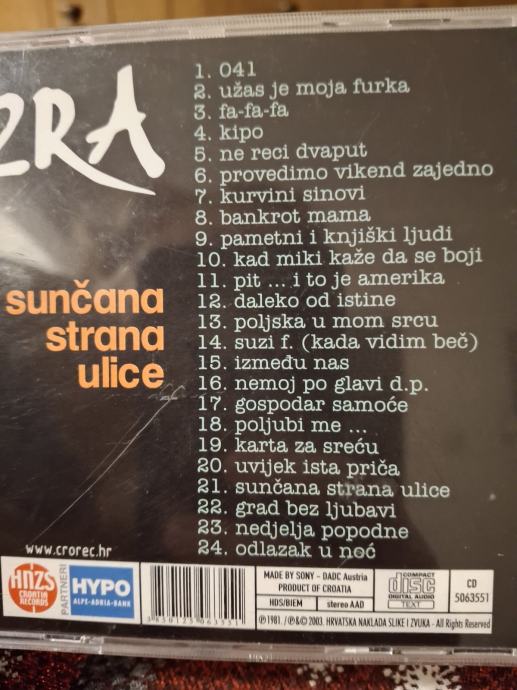 ZRA
1. 041
2. užas je moja furka
3. fa-fa-fa
4. kipo
5. ne reci dvaput
6. provedimo vikend zajedno
7. kurvini sinovi
8. bankrot mama
9. pametni i knjiški ljudi
10. kad miki kaže da se boji
11. pit ... i to je amerika
12. daleko od istine
13. poljska u mom srcu
14. suzi f. (kada vidim beč)
15. između nas
16. nemoj po glavi d.p.
17. gospodar samoće
18. poljubi me ...
19. karta za sreću
20. uvijek ista priča
21. sunčana strana ulice
22. grad bez ljubavi
23. nedjelja popodne
24. odlazak u noć
sunčana
strana
ulice
www.crorec.hr
HNZS
CROATIA
RECORDS
PARTNERI
HYPO
ALPE-ADRIA-BANK
MADE BY SONY - DADC Austria
PRODUCT OF CROATIA
HDS/BIEM
stereo AAD
COMPACT
disc
DIGITAL AUDIO
TEXT
CD
5063551
℗1981. /℗&© 2003. HRVATSKA NAKLADA SLIKE I ZVUKA - All Rights Reserved